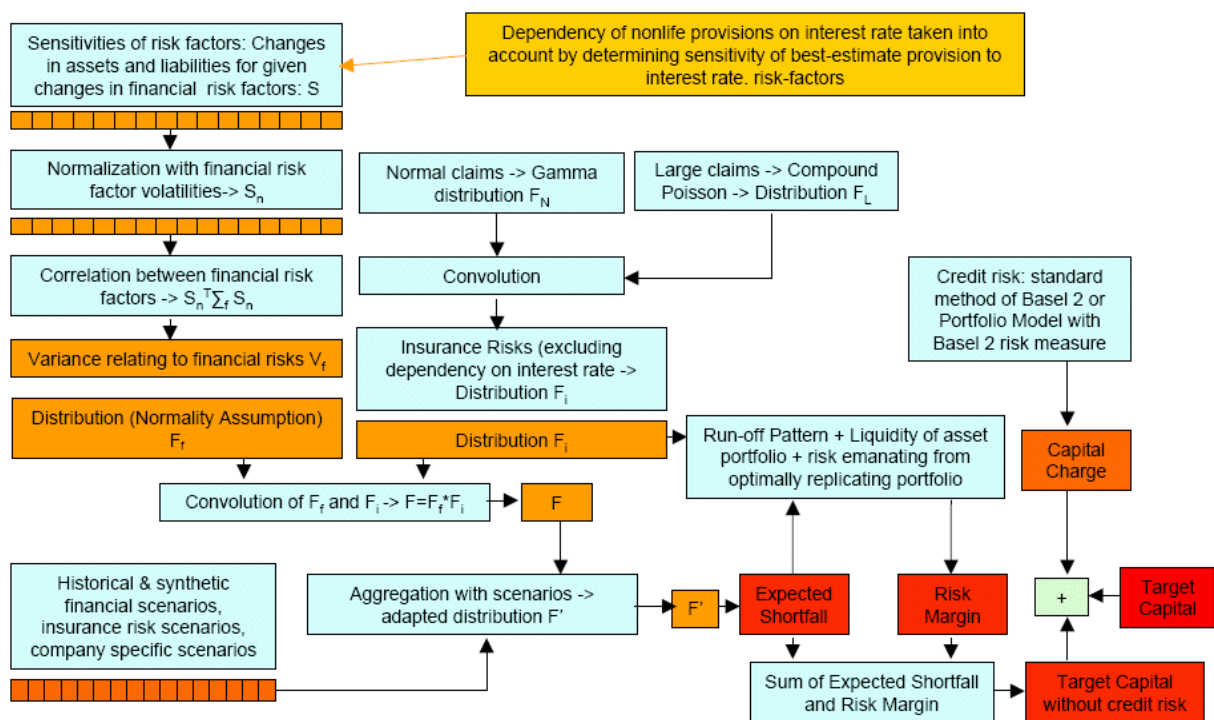 Sensitivities of risk factors: Changes
in assets and liabilities for given
changes in financial risk factors: S
Dependency of nonlife provisions on interest rate taken into
account by determining sensitivity of best-estimate provision to
interest rate. risk-factors
Normalization with financial risk
factor volatilities-> Sn
Normal claims -> Gamma
distribution FN
Large claims -> Compound
Poisson -> Distribution FL
Correlation between financial risk
factors -> SnT∑f Sn
Convolution
Credit risk: standard
method of Basel 2 or
Portfolio Model with
Basel 2 risk measure
Variance relating to financial risks Vf
Insurance Risks (excluding
dependency on interest rate ->
Distribution Fi
Distribution (Normality Assumption)
Ff
Distribution Fi
Run-off Pattern + Liquidity of asset
portfolio + risk emanating from
optimally replicating portfolio
Capital
Charge
Convolution of Ff and Fi -> F=Ff*Fi
F
Historical & synthetic
financial scenarios,
insurance risk scenarios,
company specific scenarios
Aggregation with scenarios ->
adapted distribution F'
F'
Expected
Shortfall
Risk
Margin
+
Target
Capital
Sum of Expected Shortfall
and Risk Margin
Target Capital
without credit risk